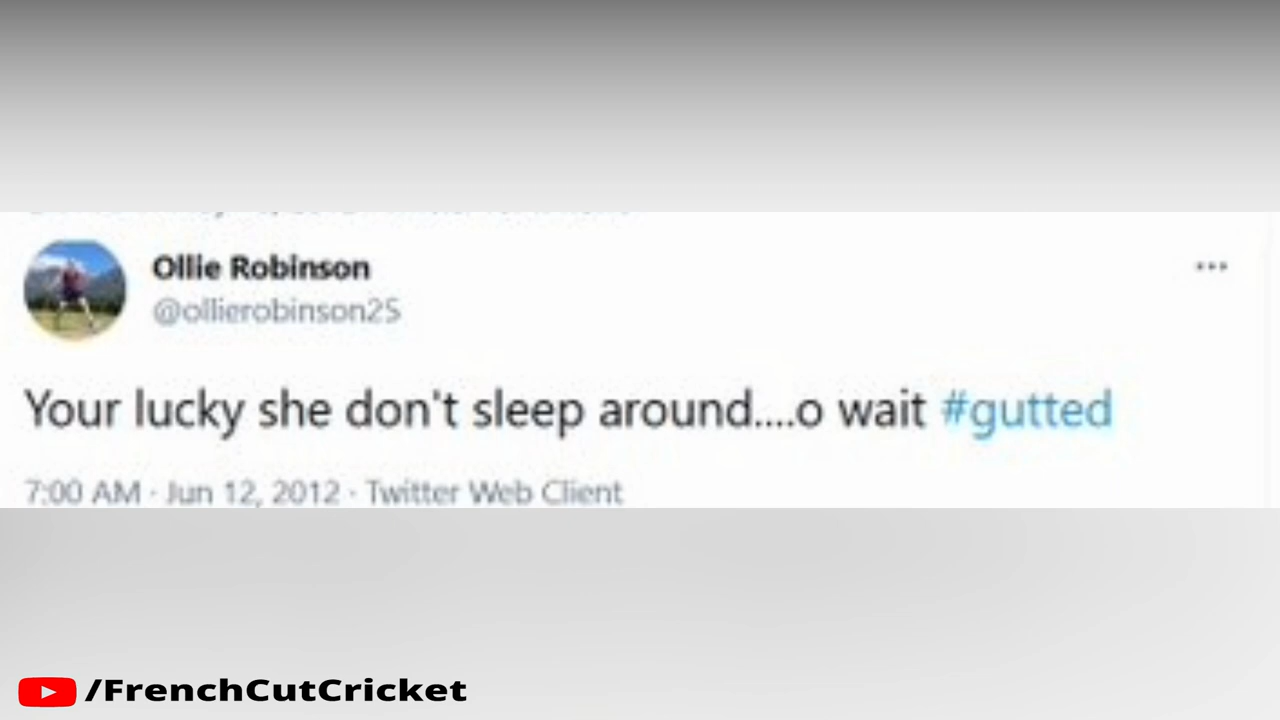 Ollie Robinson
@ollierobinson25
Your lucky she don't sleep around....o wait #gutted
7:00 AM · Jun 12, 2012 · Twitter Web Client
/FrenchCutCricket